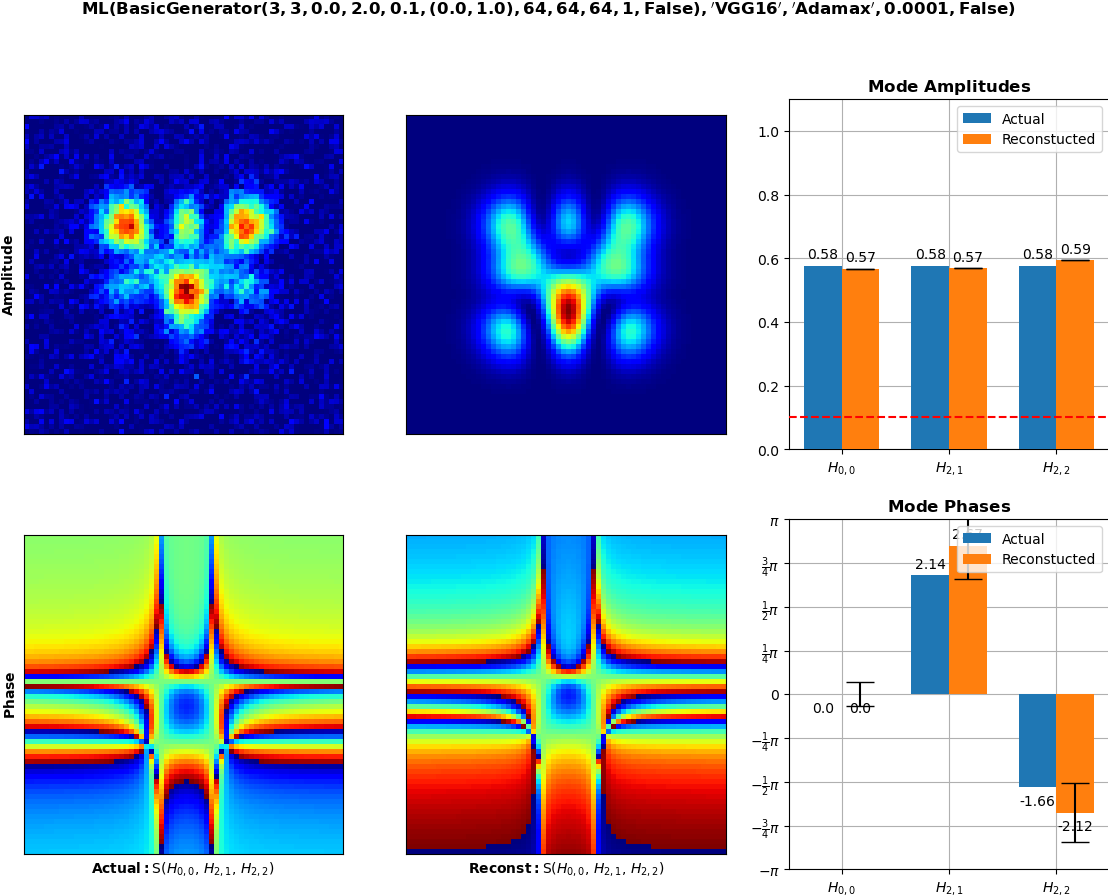 ML(BasicGenerator(3, 3, 0.0, 2.0, 0.1, (0.0, 1.0), 64, 64, 64, 1, False), 'VGG16', 'Adamax', 0.0001, False)
Mode Amplitudes
Actual
Reconstucted
1.0
0.8
0.6
0.4
0.2
0.0
0.58
0.57
0.58
0.57
0.58
0.59
H0,0
H2,1
H2,2
Amplitude
Mode Phases
Actual
Reconstucted
π
3/4π
1/2π
1/4π
0
−1/4π
−1/2π
−3/4π
−π
0.0
0.0
2.14
-1.66
-2.12
H0,0
H2,1
H2,2
Phase
Actual: S(H0,0, H2,1, H2,2)
Reconst: S(H0,0, H2,1, H2,2)